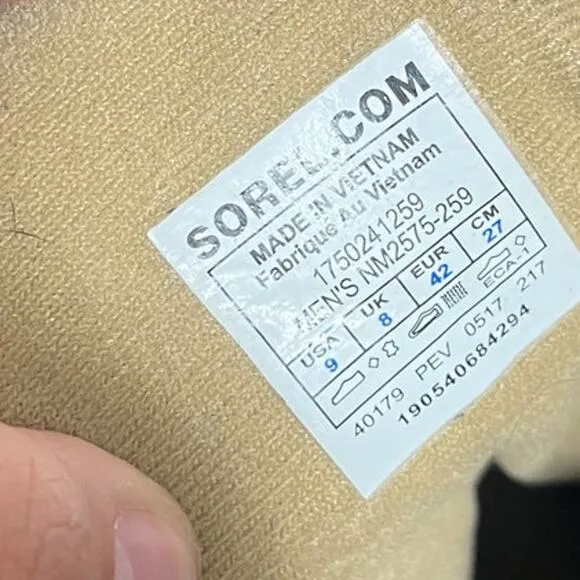 SOREL.COM
MADE IN VIETNAM
Fabriqué Au Vietnam
1750241259
MEN'S NM2575-259
USA UK EUR CM
9 8 42 27
ECA-1
40179 PEV 0517 217
190540684294